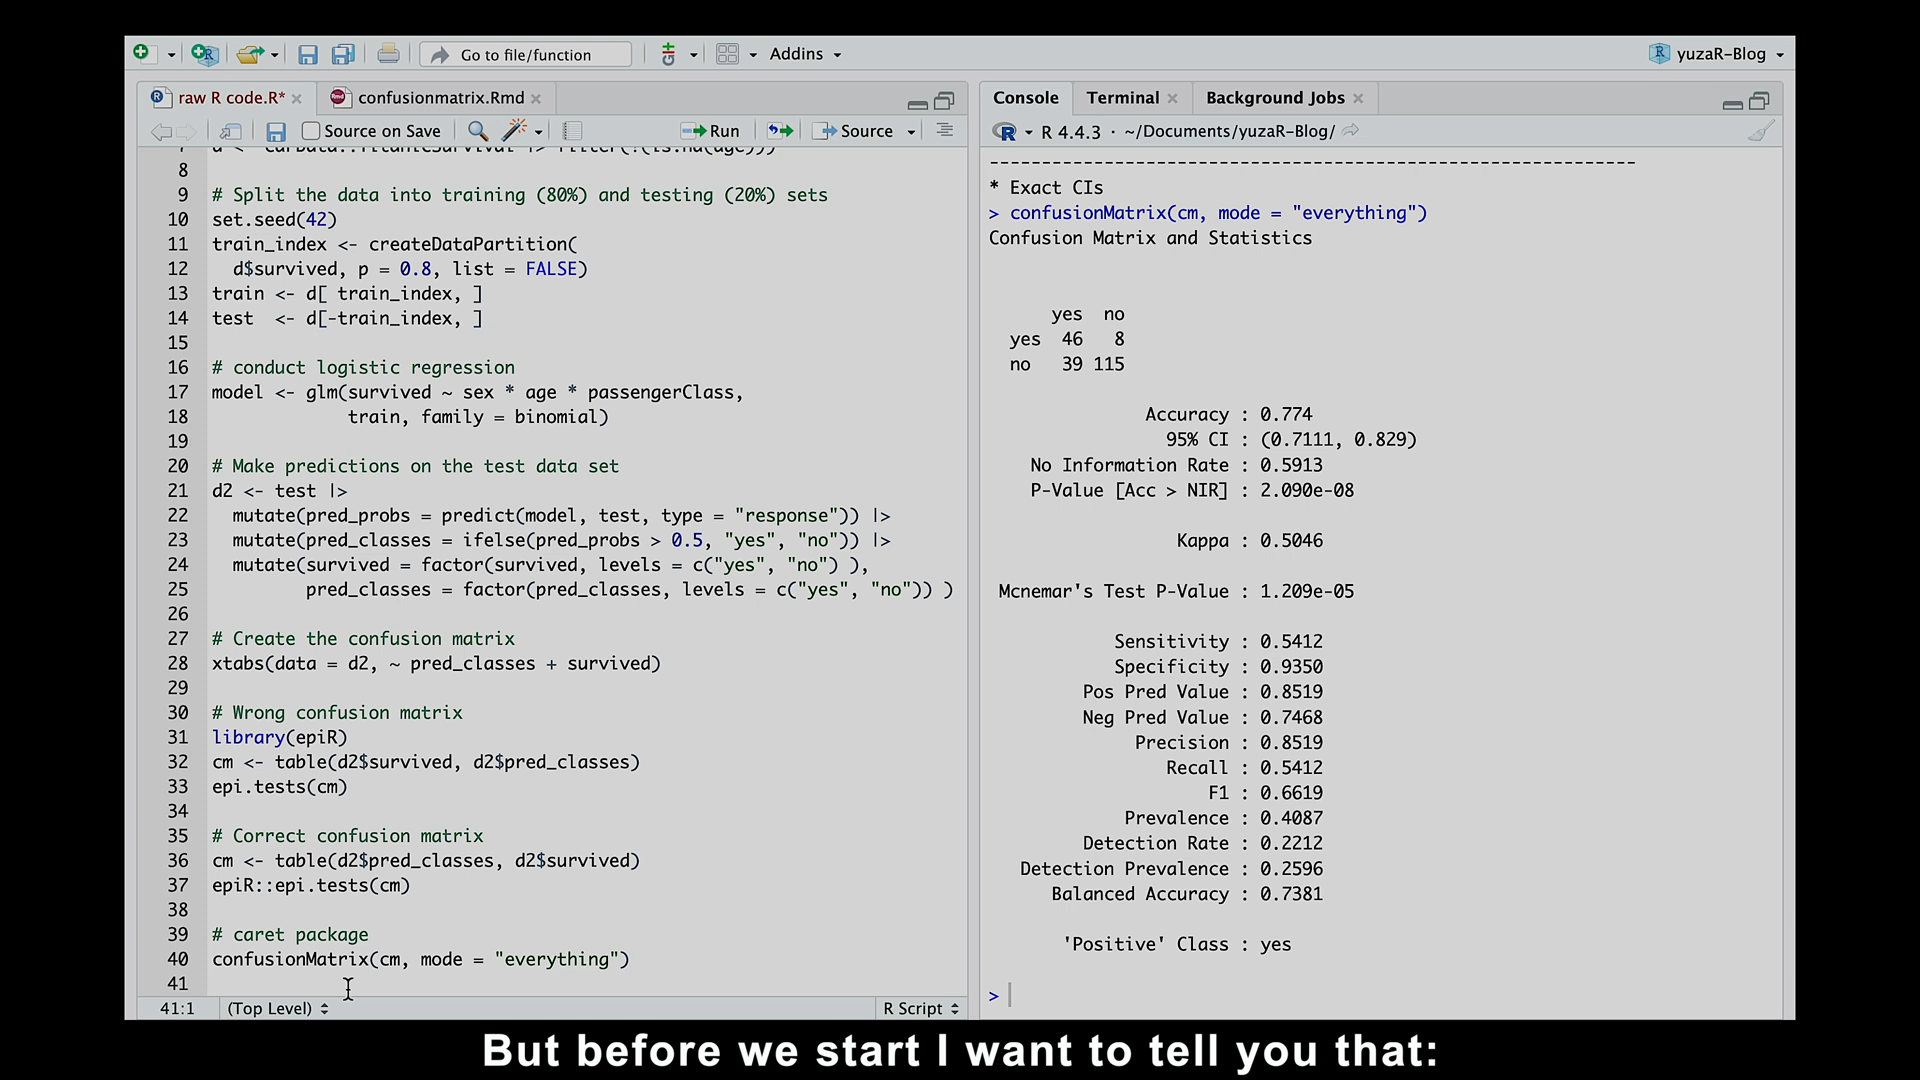 Go to file/function
Addins
yuzaR-Blog
raw R code.R*
confusionmatrix.Rmd
Source on Save
Run
Source
8
9 # Split the data into training (80%) and testing (20%) sets
10 set.seed(42)
11 train_index <- createDataPartition(
12   d$survived, p = 0.8, list = FALSE)
13 train <- d[ train_index, ]
14 test  <- d[-train_index, ]
15
16 # conduct logistic regression
17 model <- glm(survived ~ sex * age * passengerClass,
18              train, family = binomial)
19
20 # Make predictions on the test data set
21 d2 <- test |>
22   mutate(pred_probs = predict(model, test, type = "response")) |>
23   mutate(pred_classes = ifelse(pred_probs > 0.5, "yes", "no")) |>
24   mutate(survived = factor(survived, levels = c("yes", "no") ),
25          pred_classes = factor(pred_classes, levels = c("yes", "no")) )
26
27 # Create the confusion matrix
28 xtabs(data = d2, ~ pred_classes + survived)
29
30 # Wrong confusion matrix
31 library(epiR)
32 cm <- table(d2$survived, d2$pred_classes)
33 epi.tests(cm)
34
35 # Correct confusion matrix
36 cm <- table(d2$pred_classes, d2$survived)
37 epiR::epi.tests(cm)
38
39 # caret package
40 confusionMatrix(cm, mode = "everything")
41
41:1 (Top Level) R Script
Console Terminal Background Jobs
R 4.4.3 · ~/Documents/yuzaR-Blog/
--------------------------------------------------------------
* Exact CIs
> confusionMatrix(cm, mode = "everything")
Confusion Matrix and Statistics
yes no
yes 46 8
no 39 115
Accuracy : 0.774
95% CI : (0.7111, 0.829)
No Information Rate : 0.5913
P-Value [Acc > NIR] : 2.090e-08
Kappa : 0.5046
Mcnemar's Test P-Value : 1.209e-05
Sensitivity : 0.5412
Specificity : 0.9350
Pos Pred Value : 0.8519
Neg Pred Value : 0.7468
Precision : 0.8519
Recall : 0.5412
F1 : 0.6619
Prevalence : 0.4087
Detection Rate : 0.2212
Detection Prevalence : 0.2596
Balanced Accuracy : 0.7381
'Positive' Class : yes
>
But before we start I want to tell you that: